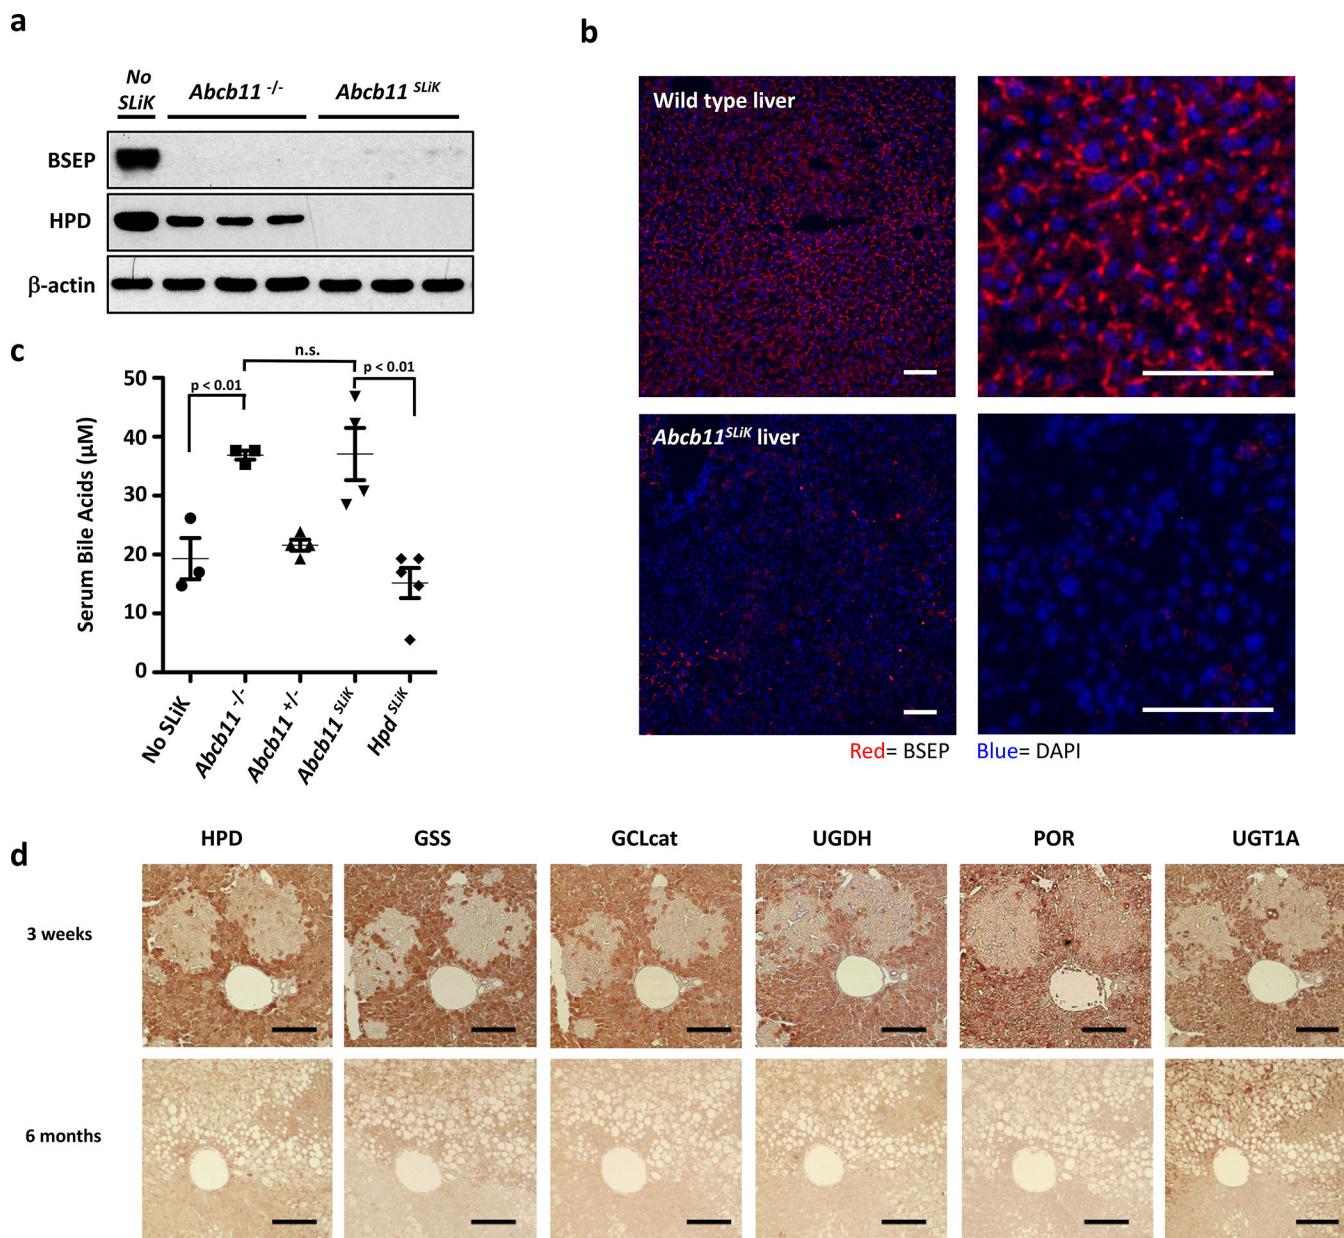 a
No
SLiK
Abcb11 -/-
Abcb11 SLiK
BSEP
HPD
β-actin
b
Wild type liver
Abcb11SLiK liver
Red= BSEP
Blue= DAPI
c
n.s.
p < 0.01
p < 0.01
Serum Bile Acids (µM)
50
40
30
20
10
0
No SLiK
Abcb11 -/-
Abcb11 +/-
Abcb11 SLiK
Hpd SLiK
d
HPD
GSS
GCLcat
UGDH
POR
UGT1A
3 weeks
6 months